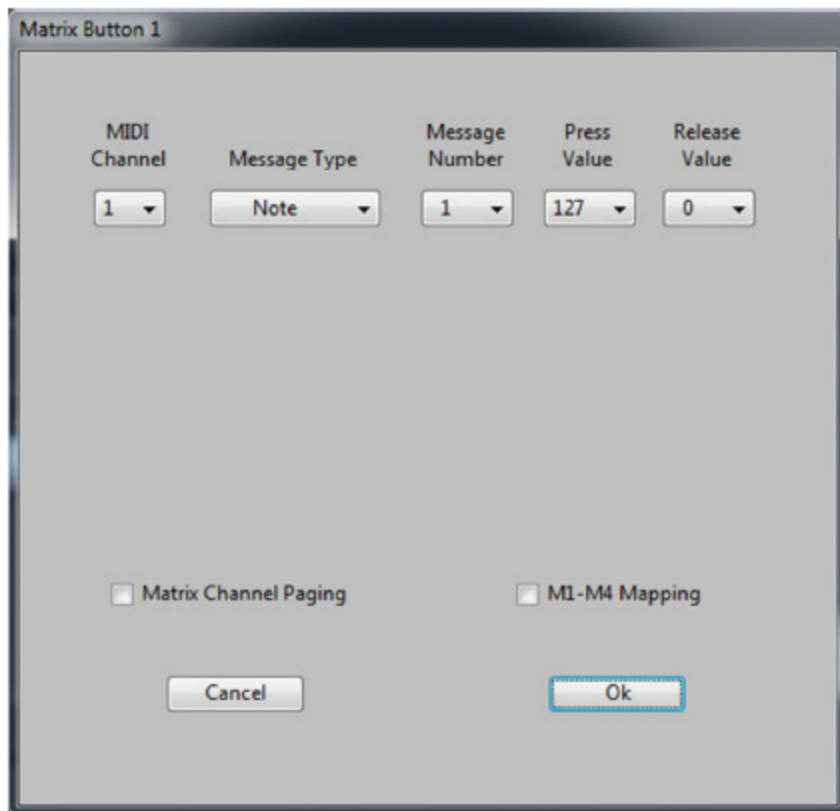 Matrix Button 1
MIDI Message Press Release
Channel Message Type Number Value Value
1 Note 1 127 0
Matrix Channel Paging M1-M4 Mapping
Cancel Ok